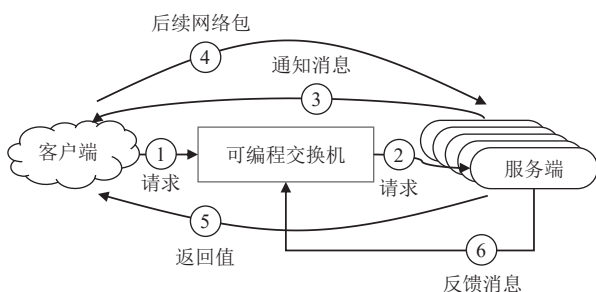 后续网络包
④
通知消息
③
客户端
①
请求
可编程交换机
②
请求
服务端
⑤
返回值
⑥
反馈消息